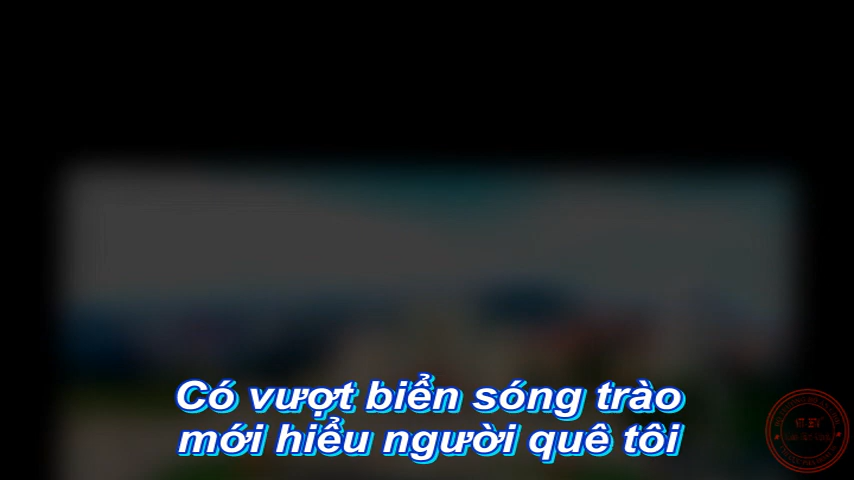 Có vượt biển sóng trào
mới hiểu người quê tôi